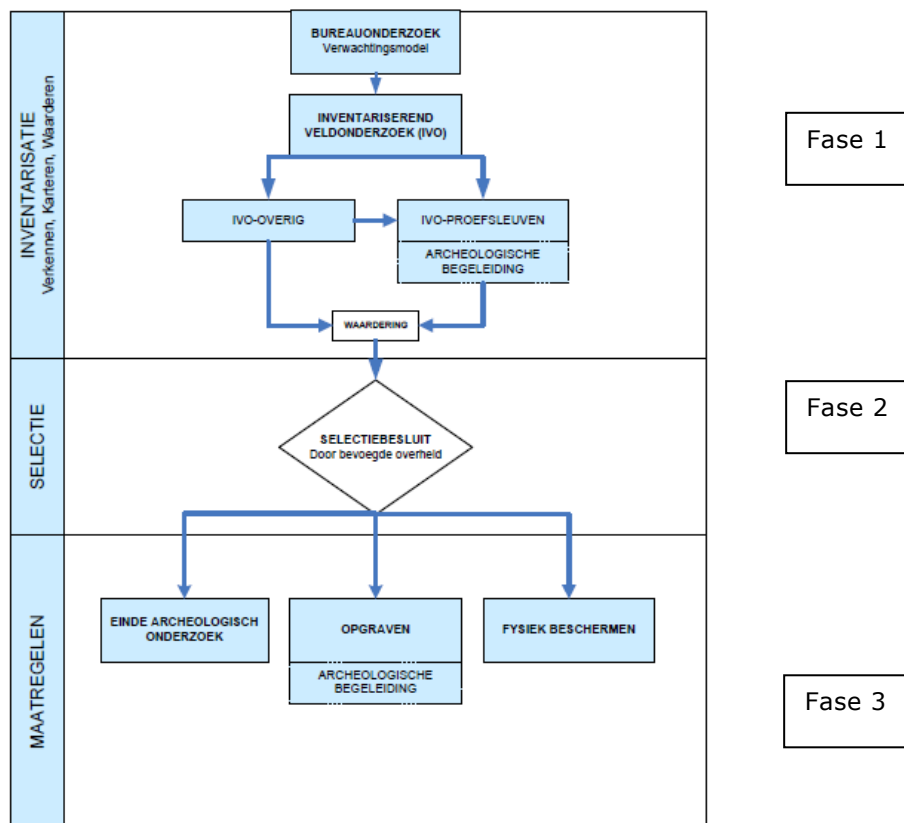 INVENTARISATIE
Verkennen, Karteren, Waarderen
BUREAUONDERZOEK
Verwachtingsmodel
INVENTARISEREND
VELDONDERZOEK (IVO)
IVO-OVERIG
IVO-PROEFSLEUVEN
ARCHEOLOGISCHE
BEGELEIDING
WAARDERING
Fase 1
SELECTIE
SELECTIEBESLUIT
Door bevoegde overheid
Fase 2
MAATREGELEN
EINDE ARCHEOLOGISCH
ONDERZOEK
OPGRAVEN
ARCHEOLOGISCHE
BEGELEIDING
FYSIEK BESCHERMEN
Fase 3